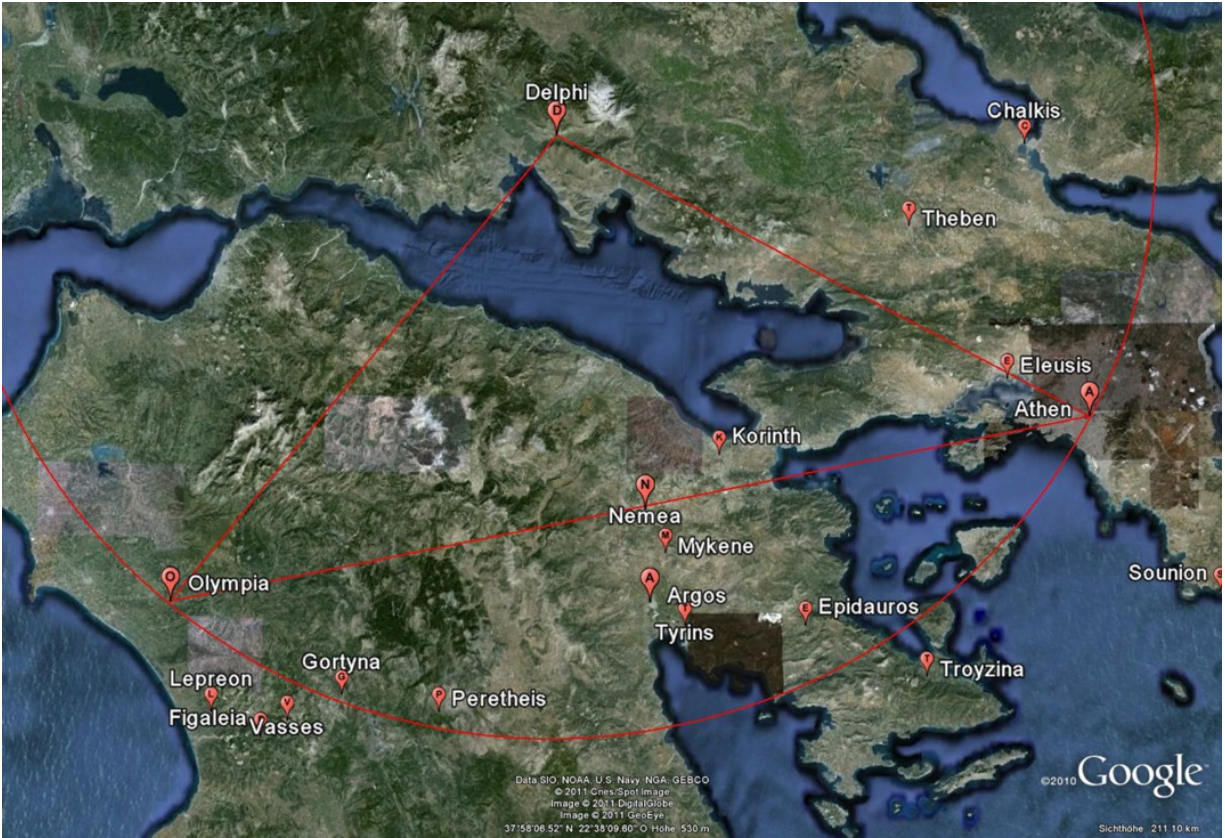 Delphi
D
Chalkis
C
T
Theben
E
Eleusis
A
Athen
K
Korinth
N
Nemea
M
Mykene
O
Olympia
A
Argos
Tyrins
E
Epidauros
Sounion
S
T
Troyzina
Gortyna
G
Lepreon
L
P
Peretheis
V
Figaleia
Vasses
Data SIO, NOAA, U.S. Navy, NGA, GEBCO
© 2011 Cnes/Spot Image
Image © 2011 DigitalGlobe
Image © 2011 GeoEye
©2010 Google™
37°58'06.52" N 22°38'09.60" O Höhe 530 m
Sichthöhe 211.10 km